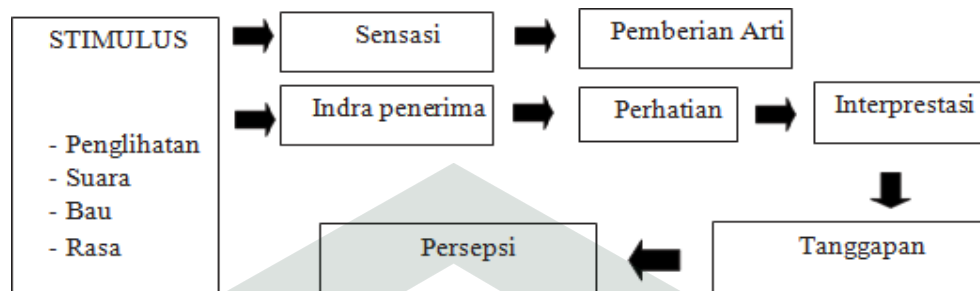 STIMULUS
- Penglihatan
- Suara
- Bau
- Rasa
Sensasi
Pemberian Arti
Indra penerima
Perhatian
Interprestasi
Tanggapan
Persepsi